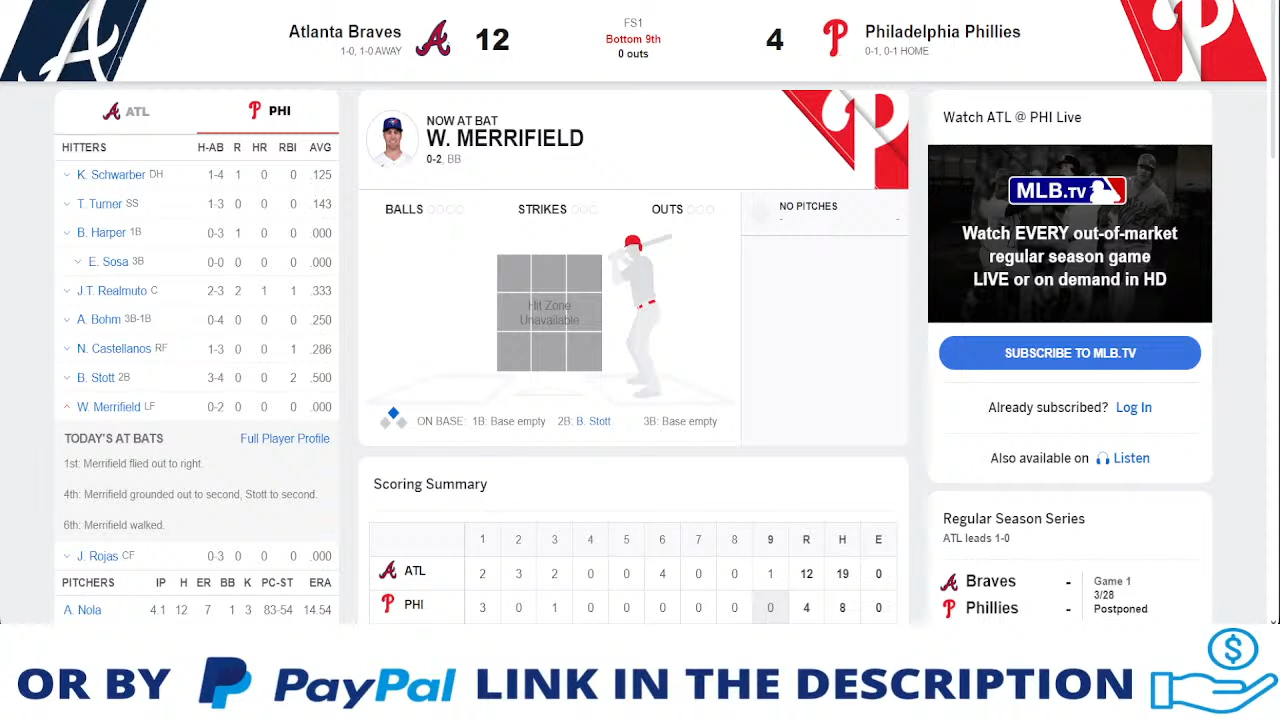 Atlanta Braves
1-0, 1-0 AWAY
12
FS1
Bottom 9th
0 outs
4
Philadelphia Phillies
0-1, 0-1 HOME
ATL
PHI
HITTERS H-AB R HR RBI AVG
K. Schwarber DH 1-4 1 0 0 .125
T. Turner SS 1-3 0 0 0 .143
B. Harper 1B 0-3 1 0 0 .000
E. Sosa 3B 0-0 0 0 0 .000
J.T. Realmuto C 2-3 2 1 1 .333
A. Bohm 3B-1B 0-4 0 0 0 .250
N. Castellanos RF 1-3 0 0 1 .286
B. Stott 2B 3-4 0 0 2 .500
W. Merrifield LF 0-2 0 0 0 .000
TODAY'S AT BATS Full Player Profile
1st: Merrifield flied out to right.
4th: Merrifield grounded out to second, Stott to second.
6th: Merrifield walked.
J. Rojas CF 0-3 0 0 0 .000
PITCHERS IP H ER BB K PC-ST ERA
A. Nola 4.1 12 7 1 3 83-54 14.54
NOW AT BAT
W. MERRIFIELD
0-2, BB
BALLS STRIKES OUTS
NO PITCHES
- -
Hit Zone
Unavailable
ON BASE: 1B: Base empty 2B: B. Stott 3B: Base empty
Scoring Summary
1 2 3 4 5 6 7 8 9 R H E
ATL 2 3 2 0 0 4 0 0 1 12 19 0
PHI 3 0 1 0 0 0 0 0 0 4 8 0
Watch ATL @ PHI Live
MLB.TV
Watch EVERY out-of-market
regular season game
LIVE or on demand in HD
SUBSCRIBE TO MLB.TV
Already subscribed? Log In
Also available on Listen
Regular Season Series
ATL leads 1-0
Braves -
Phillies -
Game 1
3/28
Postponed
OR BY PayPal LINK IN THE DESCRIPTION